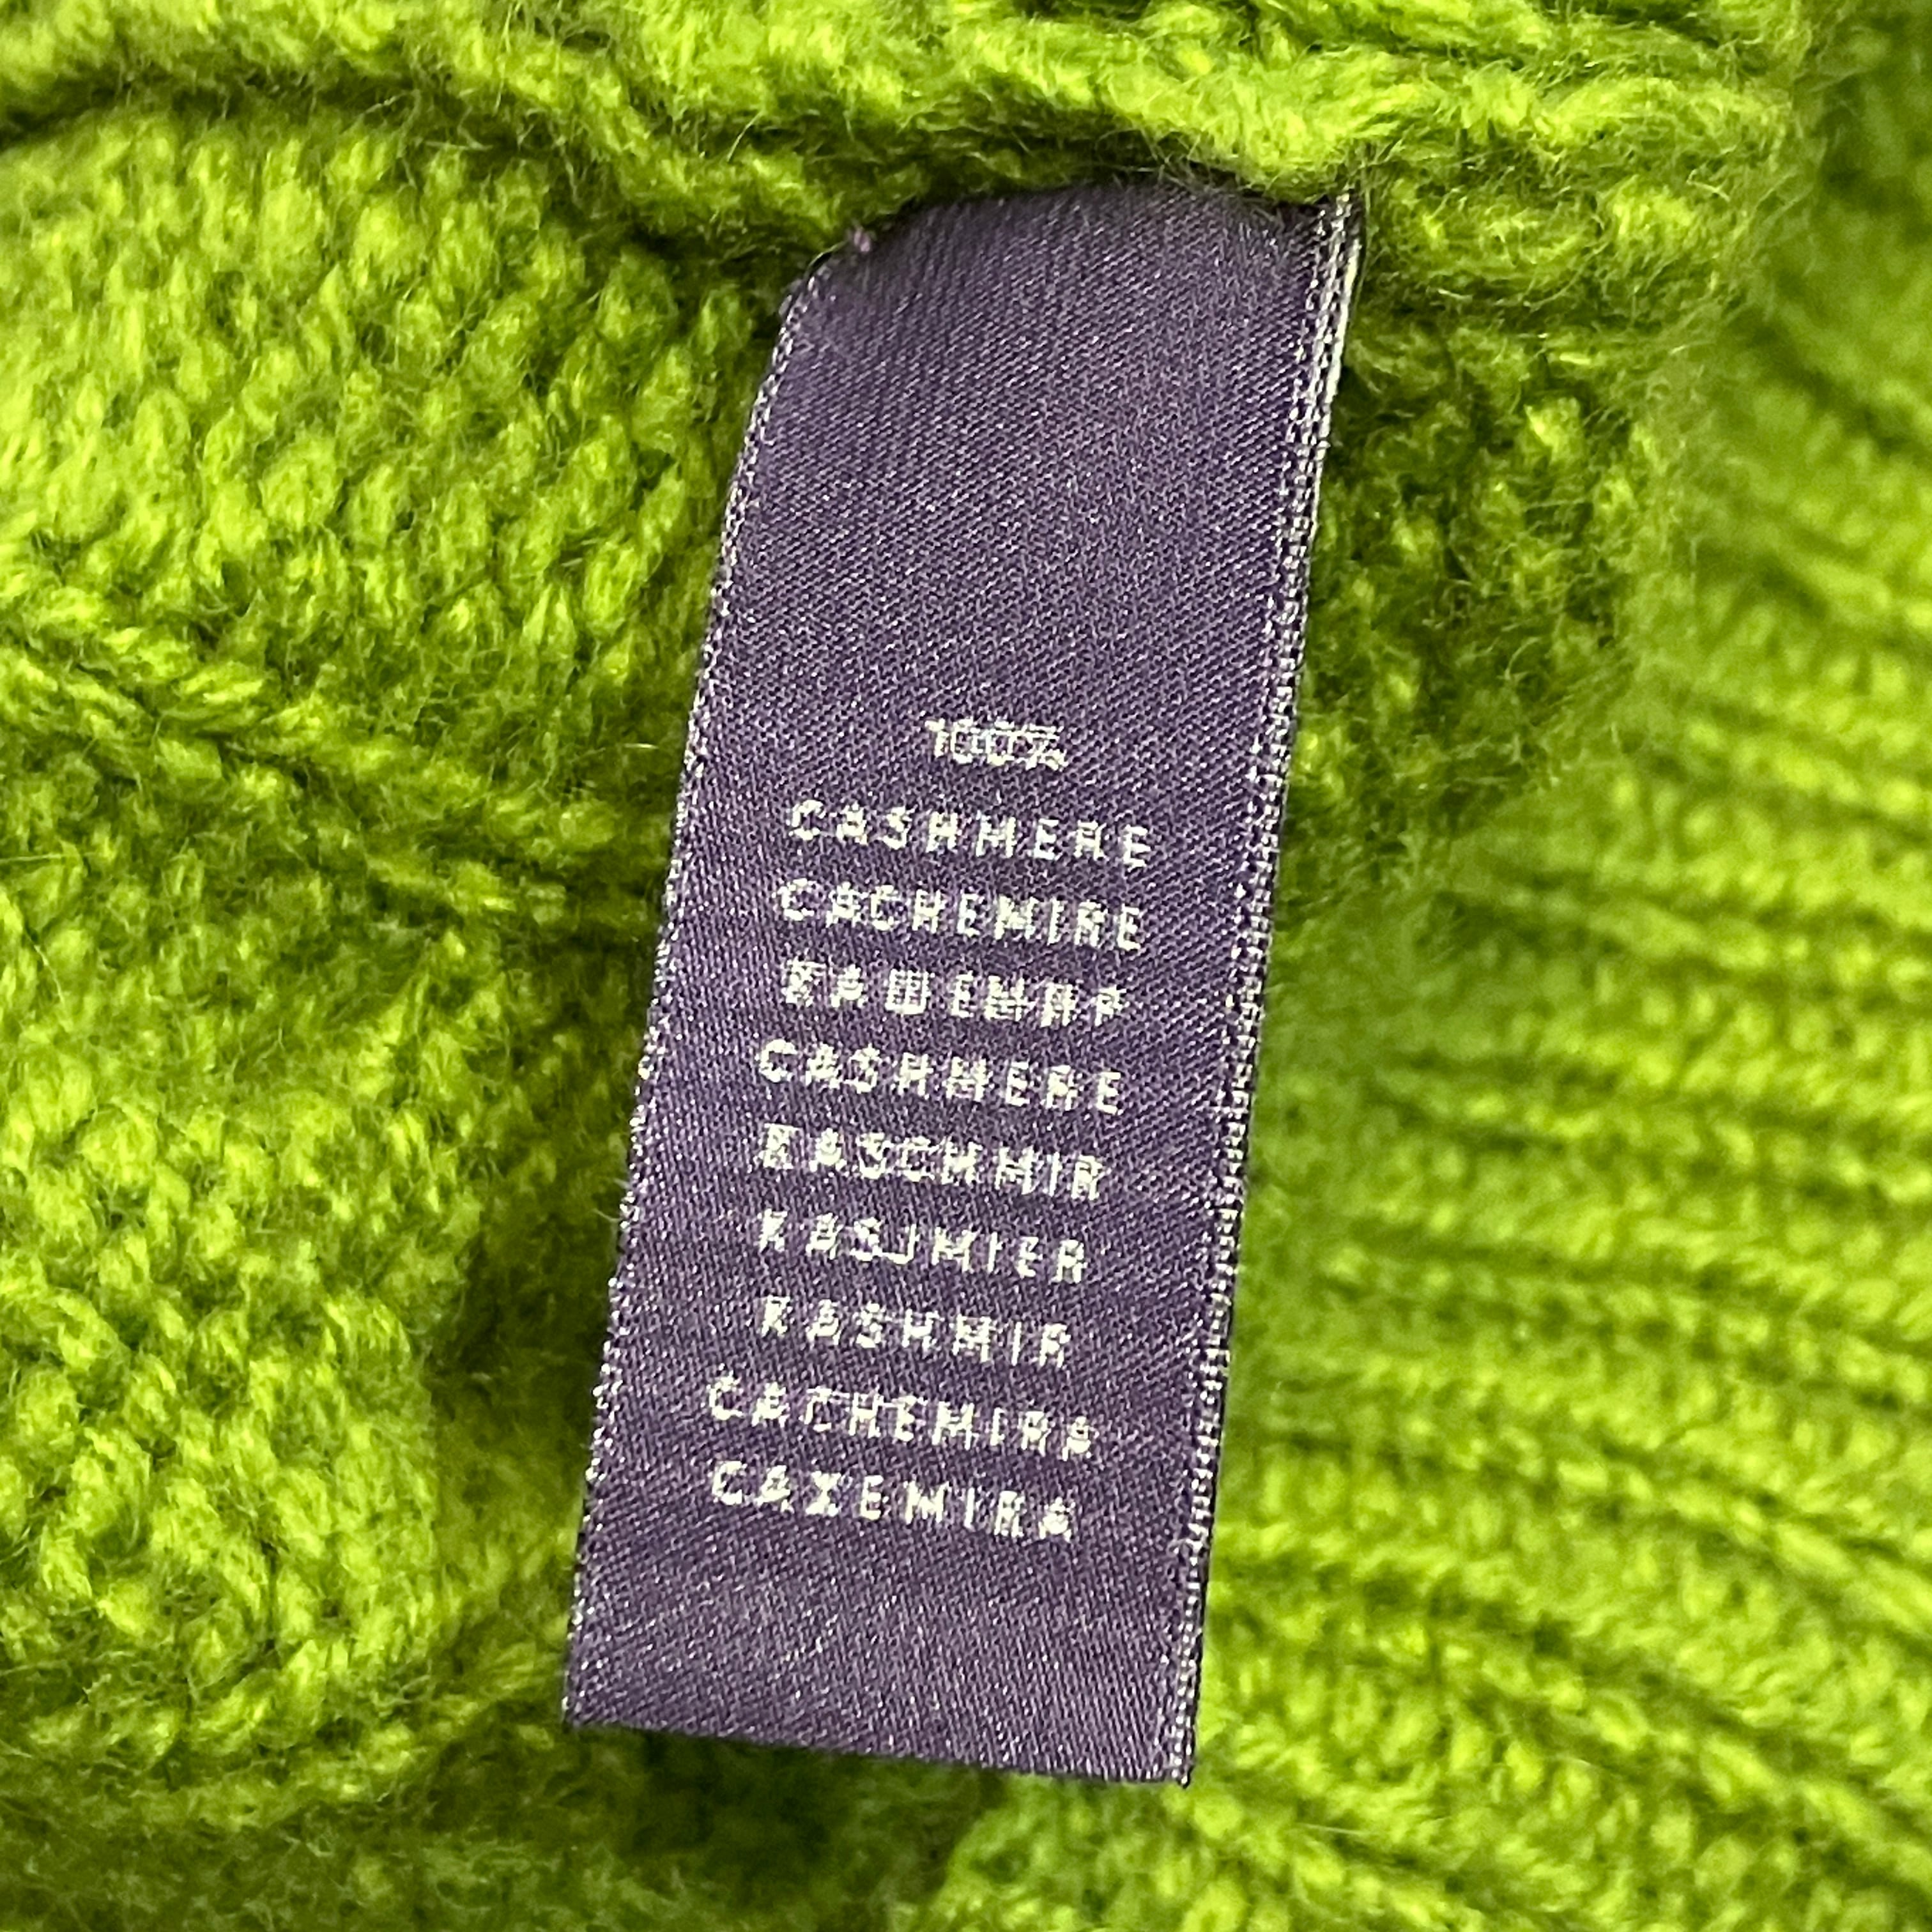 100%
CASHMERE
CACHEMIRE
КАШЕМИР
CASHMERE
KASCHMIR
KASJMIER
KASHMIR
CACHEMIRA
CAXEMIRA